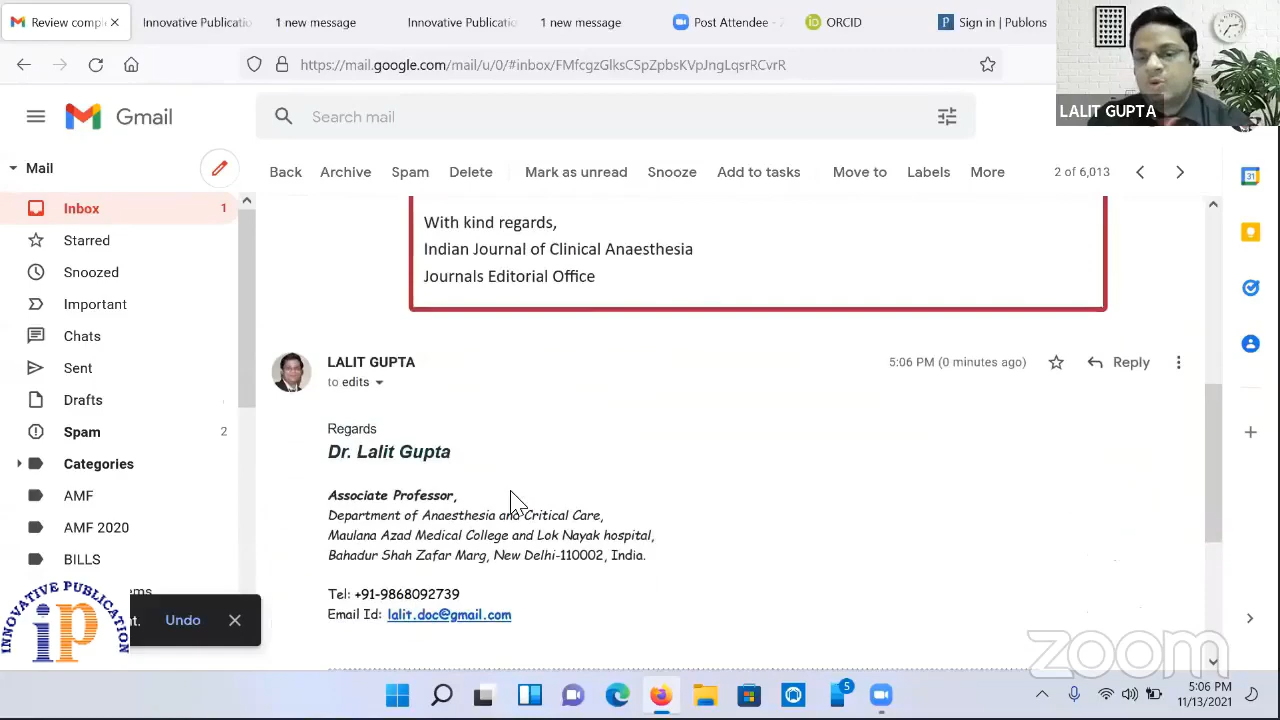 Review comp
Innovative Publicatio
1 new message
Innovative Publicatio
1 new message
Post Attendee -
ORCID
Sign in | Publons
https://mail.google.com/mail/u/0/#inbox/FMfcgzGlksCSpZpbsKVpJngLqsrRCvrR
LALIT GUPTA
Gmail
Search mail
Mail
Back
Archive
Spam
Delete
Mark as unread
Snooze
Add to tasks
Move to
Labels
More
2 of 6,013
31
Inbox 1
Starred
Snoozed
Important
Chats
Sent
Drafts
Spam 2
Categories
AMF
AMF 2020
BILLS
With kind regards,
Indian Journal of Clinical Anaesthesia
Journals Editorial Office
LALIT GUPTA
to edits
5:06 PM (0 minutes ago)
Reply
Regards
Dr. Lalit Gupta
Associate Professor,
Department of Anaesthesia and Critical Care,
Maulana Azad Medical College and Lok Nayak hospital,
Bahadur Shah Zafar Marg, New Delhi-110002, India.
Tel: +91-9868092739
Email Id: lalit.doc@gmail.com
Undo
INNOVATIVE PUBLICATION
ip
zoom
5
5:06 PM
11/13/2021